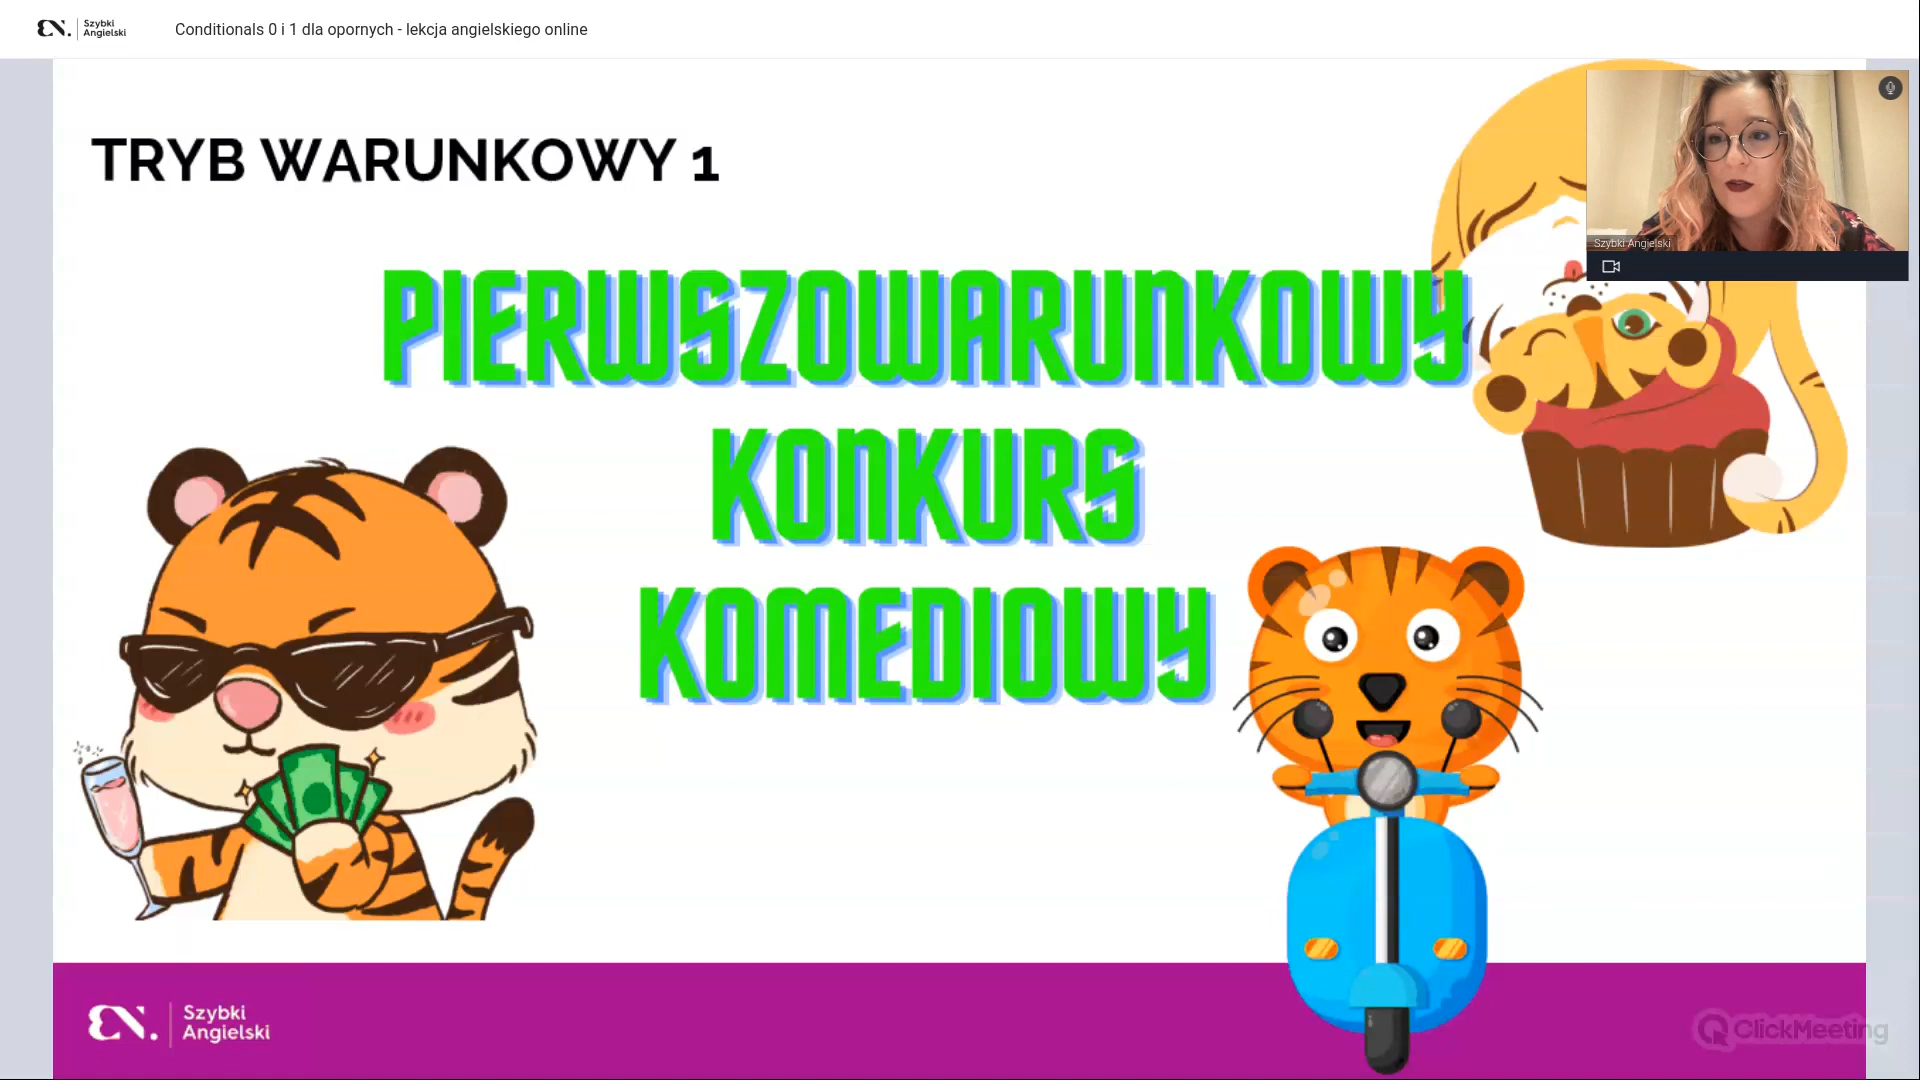 Szybki
Angielski
Conditionals 0 i 1 dla opornych - lekcja angielskiego online
TRYB WARUNKOWY 1
Szybki Angielski
PIERWSZOWARUNKOWY
KONKURS
KOMEDIOWY
Szybki
Angielski
ClickMeeting